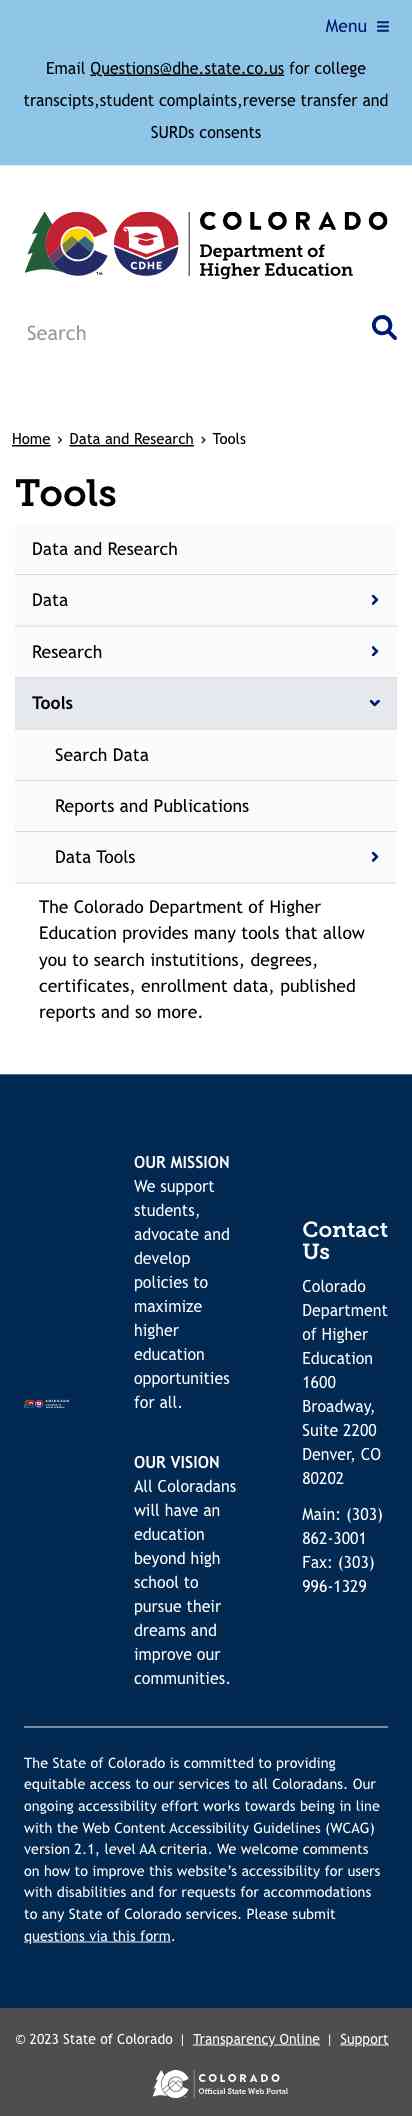 Menu
Email Questions@dhe.state.co.us for college
transcipts,student complaints,reverse transfer and
SURDs consents
CDHE
TM
COLORADO
Department of
Higher Education
Search
Home › Data and Research › Tools
Tools
Data and Research
Data
Research
Tools
Search Data
Reports and Publications
Data Tools
The Colorado Department of Higher
Education provides many tools that allow
you to search instutitions, degrees,
certificates, enrollment data, published
reports and so more.
OUR MISSION
We support
students,
advocate and
develop
policies to
maximize
higher
education
opportunities
for all.
OUR VISION
All Coloradans
will have an
education
beyond high
school to
pursue their
dreams and
improve our
communities.
Contact
Us
Colorado
Department
of Higher
Education
1600
Broadway,
Suite 2200
Denver, CO
80202
Main: (303)
862-3001
Fax: (303)
996-1329
The State of Colorado is committed to providing
equitable access to our services to all Coloradans. Our
ongoing accessibility effort works towards being in line
with the Web Content Accessibility Guidelines (WCAG)
version 2.1, level AA criteria. We welcome comments
on how to improve this website's accessibility for users
with disabilities and for requests for accommodations
to any State of Colorado services. Please submit
questions via this form.
© 2023 State of Colorado | Transparency Online | Support
COLORADO
Official State Web Portal